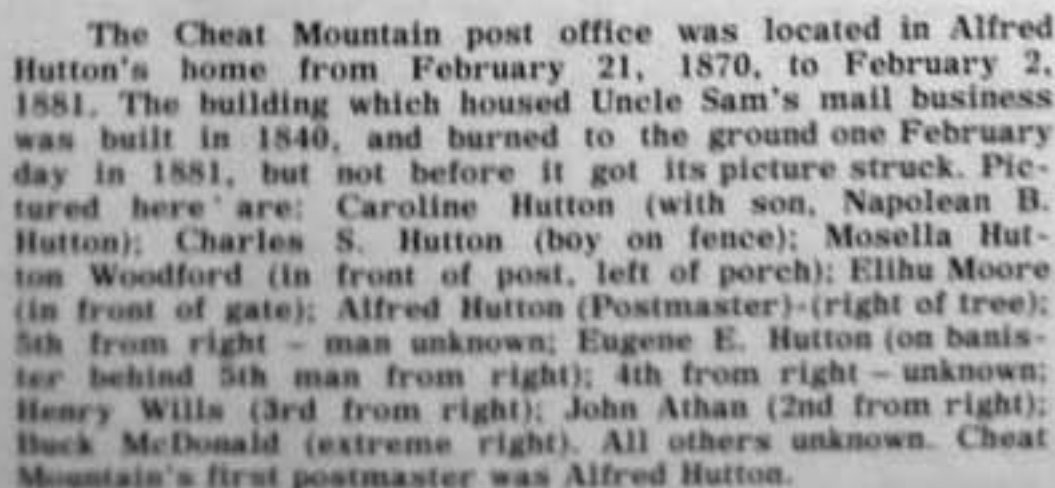 The Cheat Mountain post office was located in Alfred
Hutton's home from February 21, 1870, to February 2,
1881. The building which housed Uncle Sam's mail business
was built in 1840, and burned to the ground one February
day in 1881, but not before it got its picture struck. Pic-
tured here are: Caroline Hutton (with son, Napolean B.
Hutton); Charles S. Hutton (boy on fence); Mosella Hut-
ton Woodford (in front of post, left of porch); Elihu Moore
(in front of gate); Alfred Hutton (Postmaster)-(right of tree);
5th from right – man unknown; Eugene E. Hutton (on banis-
ter behind 5th man from right); 4th from right – unknown;
Henry Wills (3rd from right); John Athan (2nd from right);
Buck McDonald (extreme right). All others unknown. Cheat
Mountain's first postmaster was Alfred Hutton.